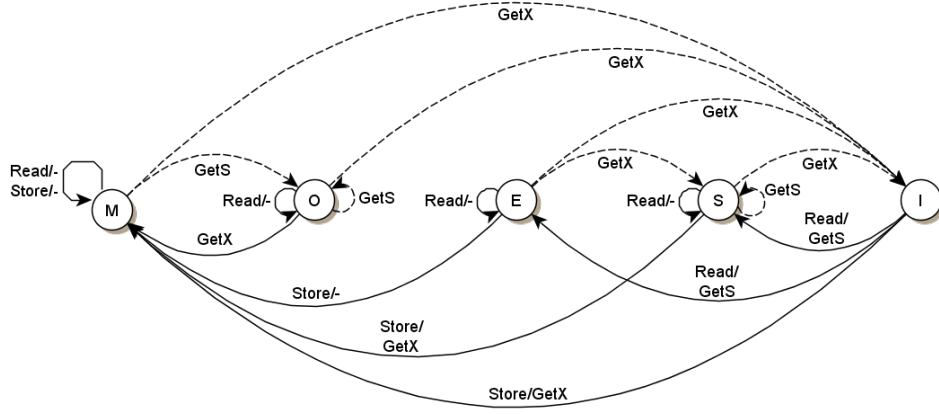 GetX
GetX
GetX
Read/-
Store/-
GetS
GetX
GetX
M
Read/-
O
GetS
Read/-
E
Read/-
S
GetS
I
GetX
Read/
GetS
Read/
GetS
Store/-
Store/
GetX
Store/GetX